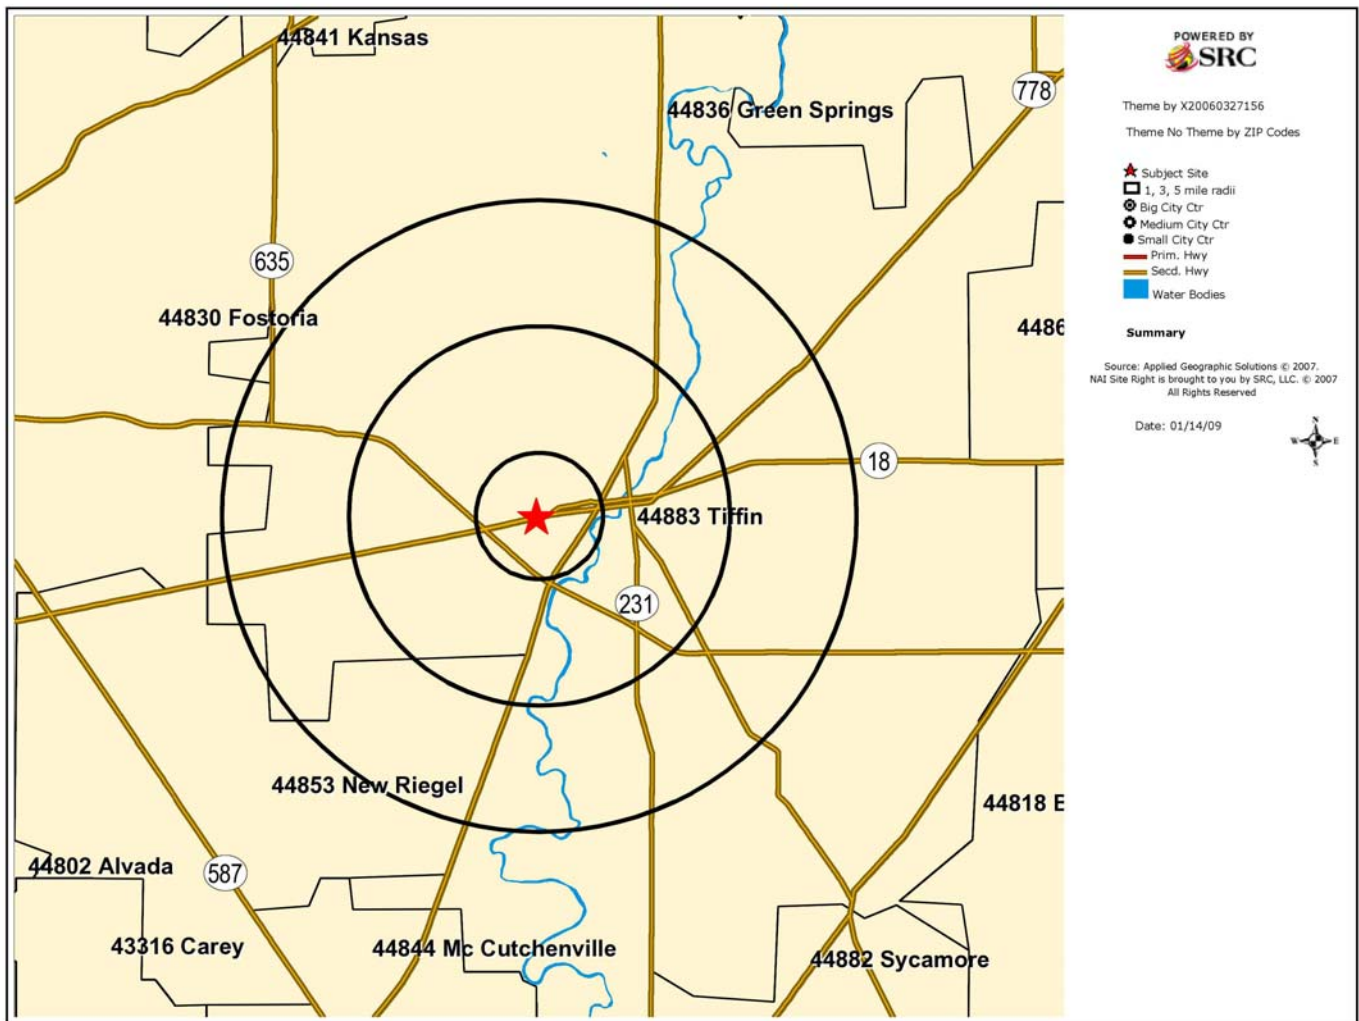 44841 Kansas
44836 Green Springs
778
635
44830 Fostoria
4486
18
44883 Tiffin
231
44853 New Riegel
44818 E
44802 Alvada
587
43316 Carey
44844 Mc Cutchenville
44882 Sycamore
POWERED BY
SRC
Theme by X20060327156
Theme No Theme by ZIP Codes
Subject Site
1, 3, 5 mile radii
Big City Ctr
Medium City Ctr
Small City Ctr
Prim. Hwy
Secd. Hwy
Water Bodies
Summary
Source: Applied Geographic Solutions © 2007.
NAI Site Right is brought to you by SRC, LLC. © 2007
All Rights Reserved
Date: 01/14/09
N
W E
S